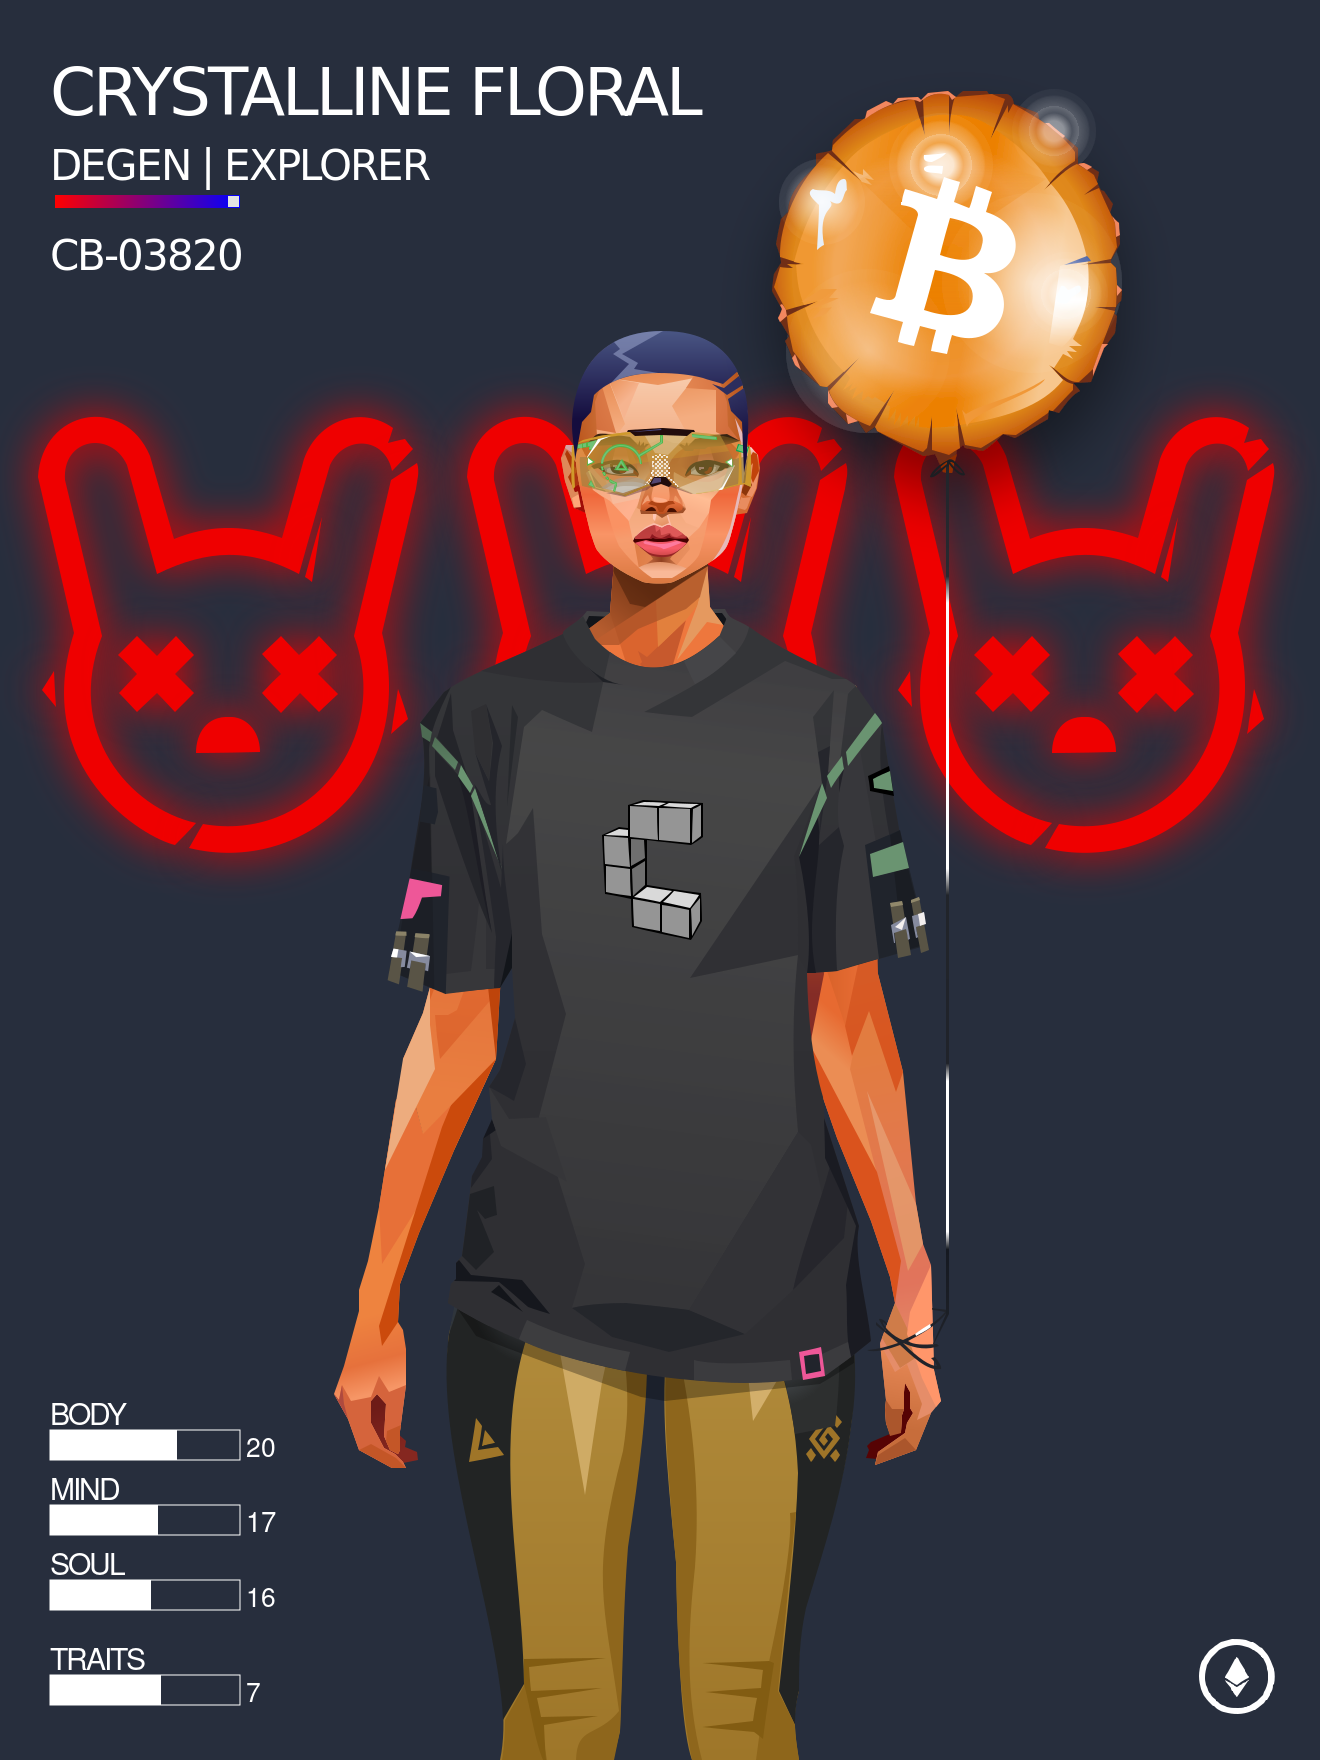 CRYSTALLINE FLORAL
DEGEN | EXPLORER
CB-03820
BODY
20
MIND
17
SOUL
16
TRAITS
7